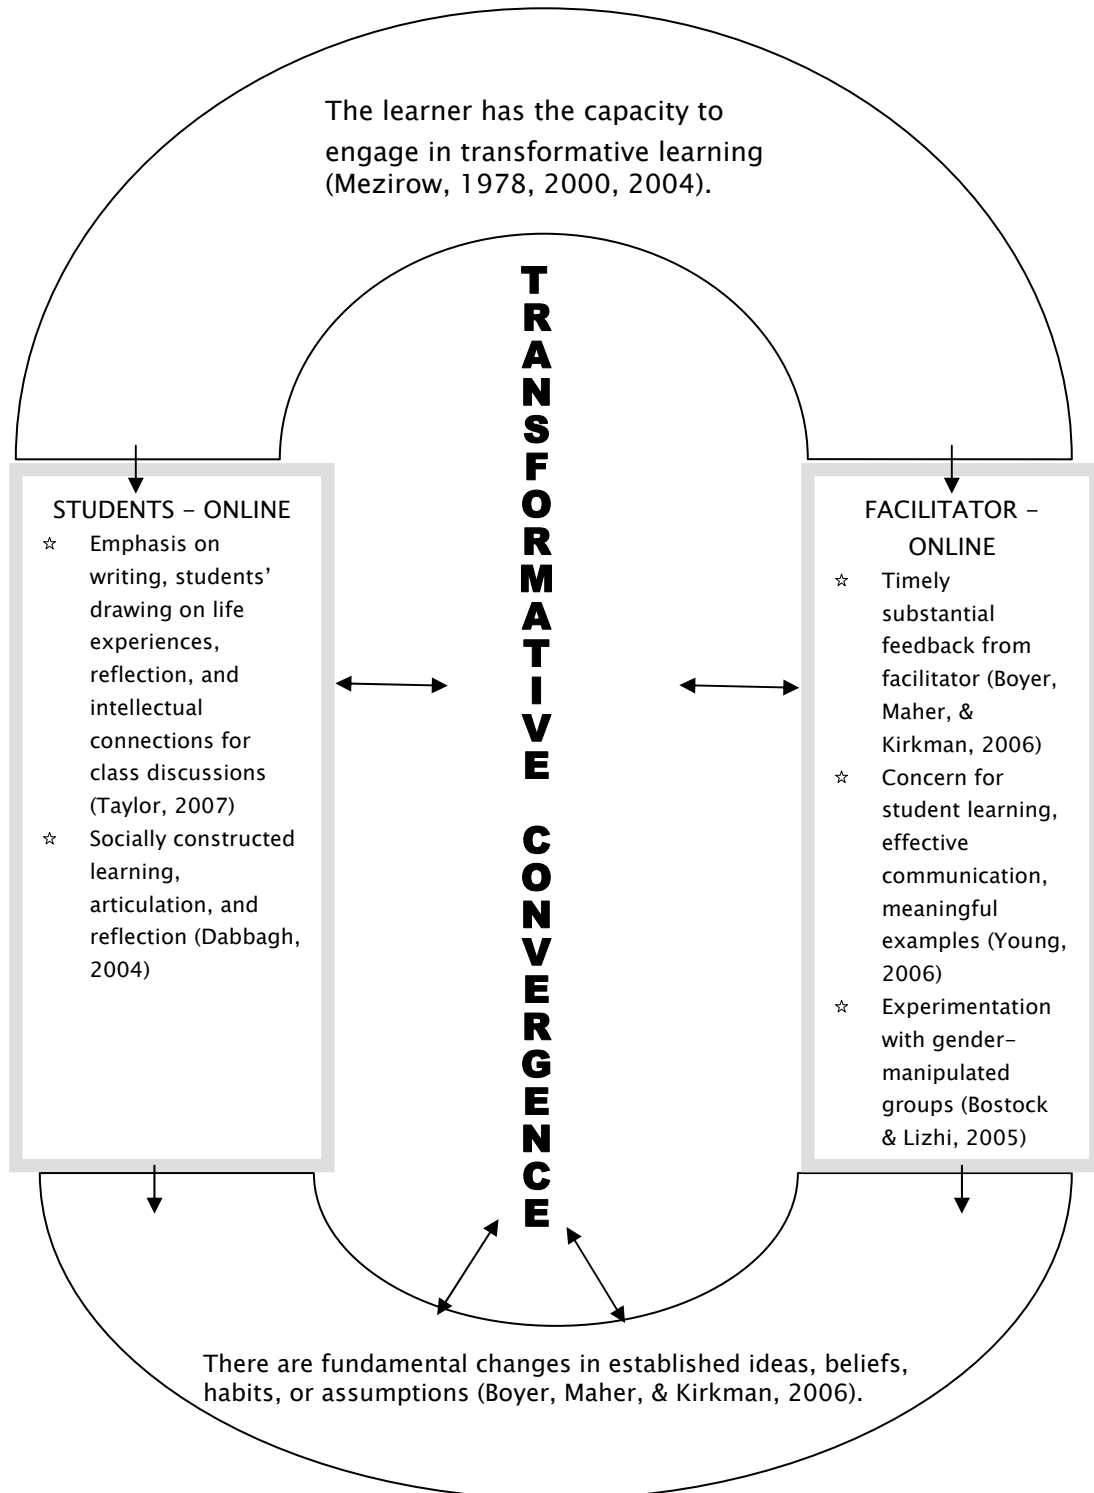 The learner has the capacity to
engage in transformative learning
(Mezirow, 1978, 2000, 2004).
TRANSFORMATIVE CONVERGENCE
STUDENTS – ONLINE
☆ Emphasis on
writing, students’
drawing on life
experiences,
reflection, and
intellectual
connections for
class discussions
(Taylor, 2007)
☆ Socially constructed
learning,
articulation, and
reflection (Dabbagh,
2004)
FACILITATOR –
ONLINE
☆ Timely
substantial
feedback from
facilitator (Boyer,
Maher, &
Kirkman, 2006)
☆ Concern for
student learning,
effective
communication,
meaningful
examples (Young,
2006)
☆ Experimentation
with gender–
manipulated
groups (Bostock
& Lizhi, 2005)
There are fundamental changes in established ideas, beliefs,
habits, or assumptions (Boyer, Maher, & Kirkman, 2006).